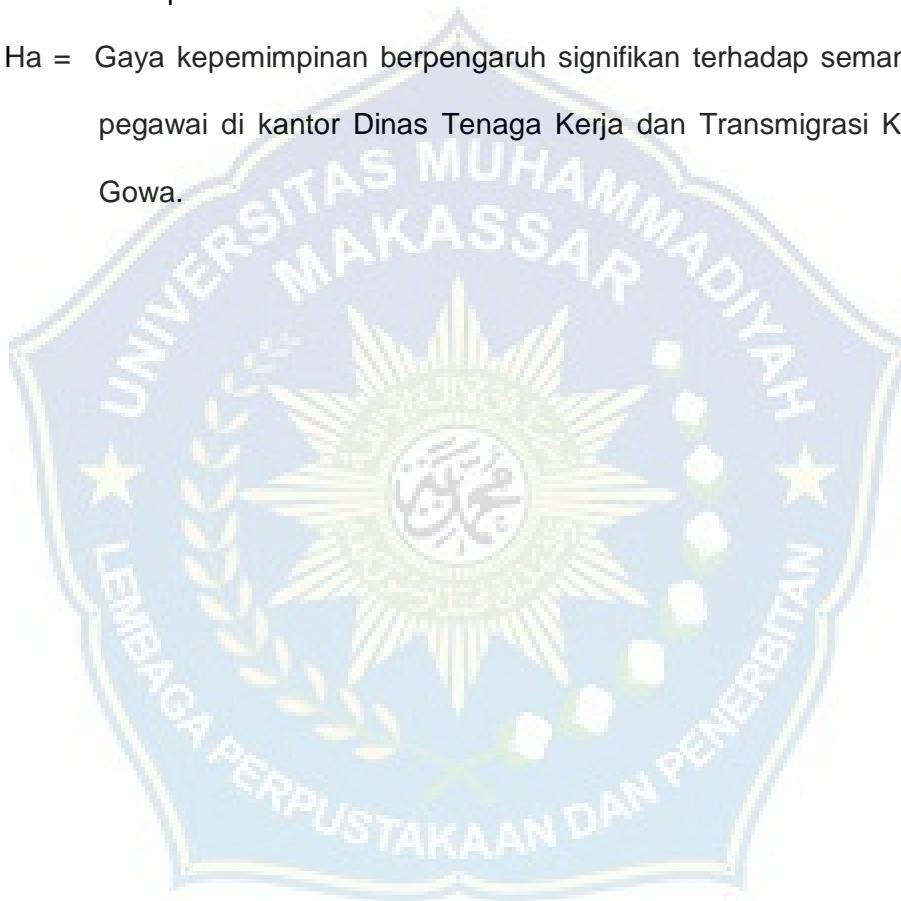 Ha = Gaya kepemimpinan berpengaruh signifikan terhadap
pegawai di kantor Dinas Tenaga Kerja dan Transmigrasi
Gowa.
UNIVERSITAS MUHAMMADIYAH
MAKASSAR
LEMBAGA PERPUSTAKAAN DAN PENERBITAN